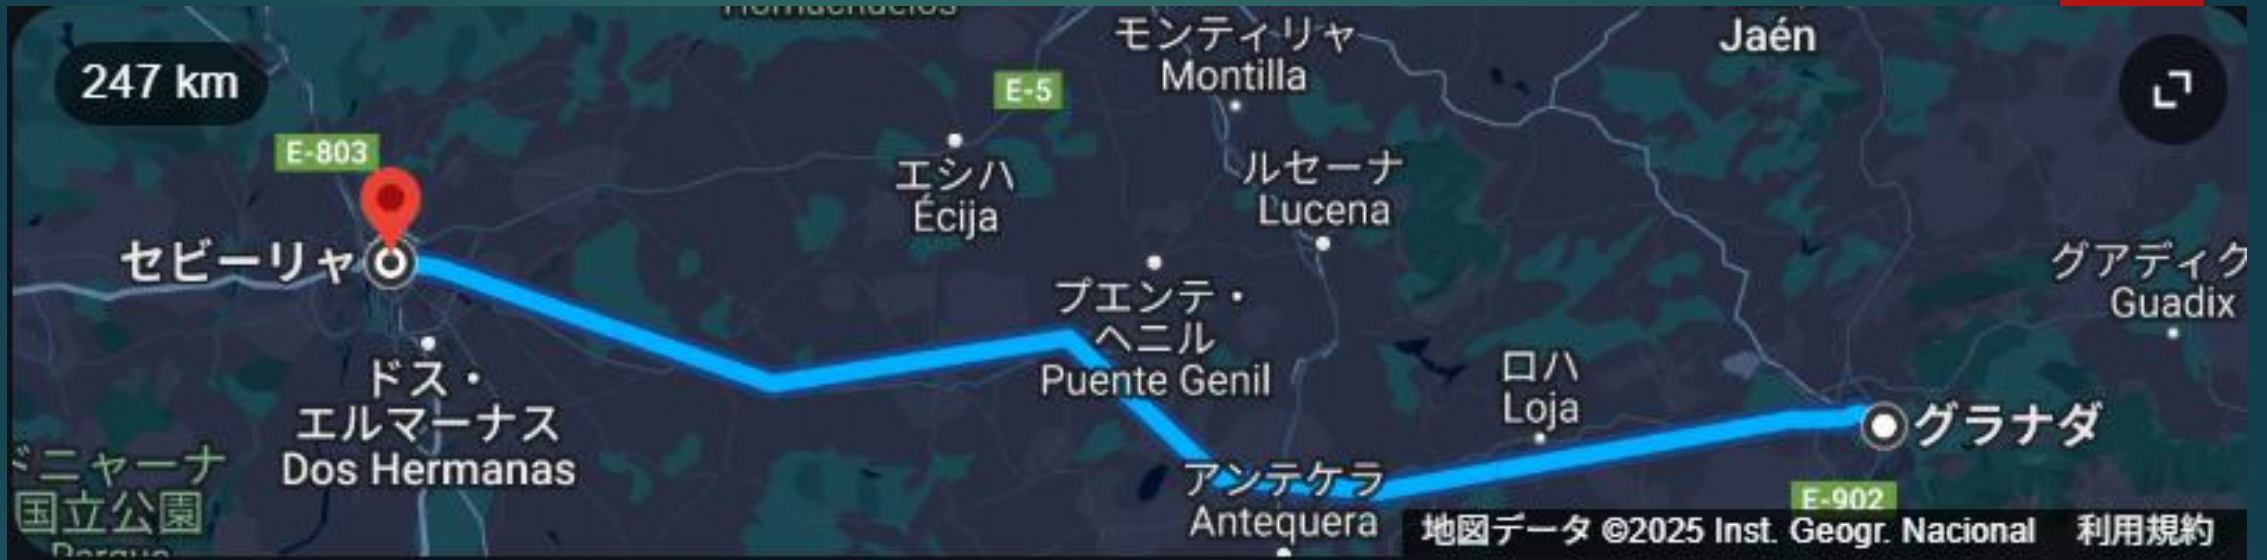 247 km
モンティリャ
Montilla
Jaén
E-5
E-803
エシハ
Écija
ルセーナ
Lucena
セビーリャ
グアディク
Guadix
プエンテ・
ヘニル
Puente Genil
ドス・
エルマーナス
Dos Hermanas
ロハ
Loja
グラナダ
ニャーナ
国立公園
アンテケラ
Antequera
E-902
地図データ ©2025 Inst. Geogr. Nacional 利用規約